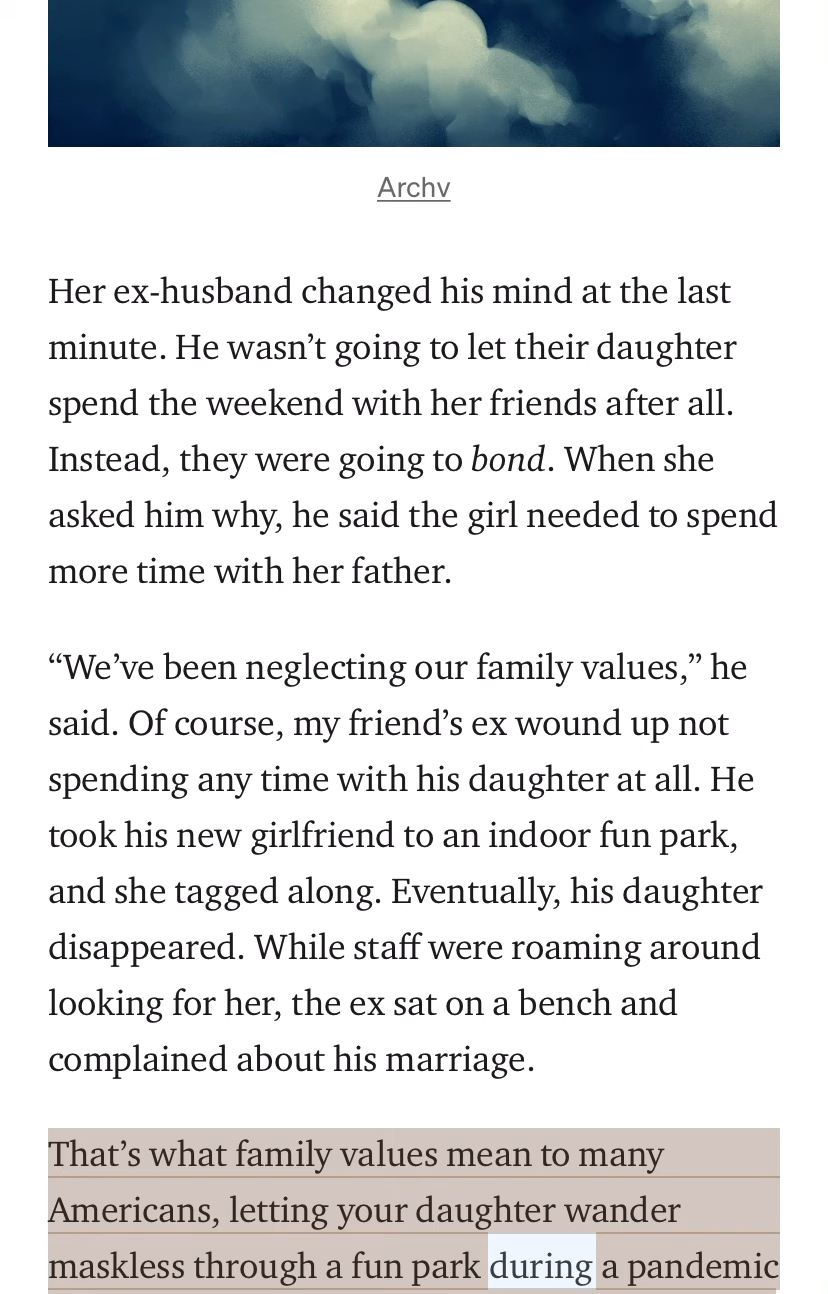 Archv
Her ex-husband changed his mind at the last
minute. He wasn’t going to let their daughter
spend the weekend with her friends after all.
Instead, they were going to bond. When she
asked him why, he said the girl needed to spend
more time with her father.
“We’ve been neglecting our family values,” he
said. Of course, my friend’s ex wound up not
spending any time with his daughter at all. He
took his new girlfriend to an indoor fun park,
and she tagged along. Eventually, his daughter
disappeared. While staff were roaming around
looking for her, the ex sat on a bench and
complained about his marriage.
That’s what family values mean to many
Americans, letting your daughter wander
maskless through a fun park during a pandemic